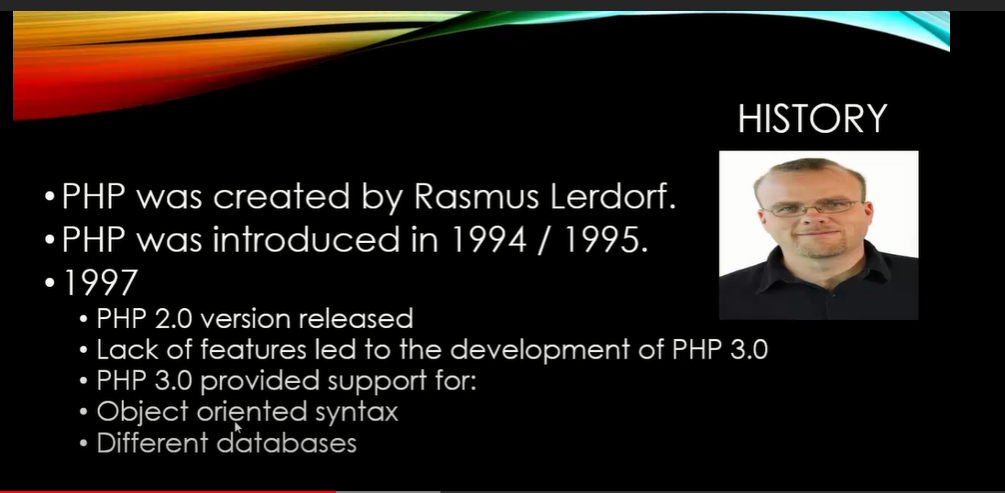 HISTORY
• PHP was created by Rasmus Lerdorf.
• PHP was introduced in 1994 / 1995.
• 1997
• PHP 2.0 version released
• Lack of features led to the development of PHP 3.0
• PHP 3.0 provided support for:
• Object oriented syntax
• Different databases